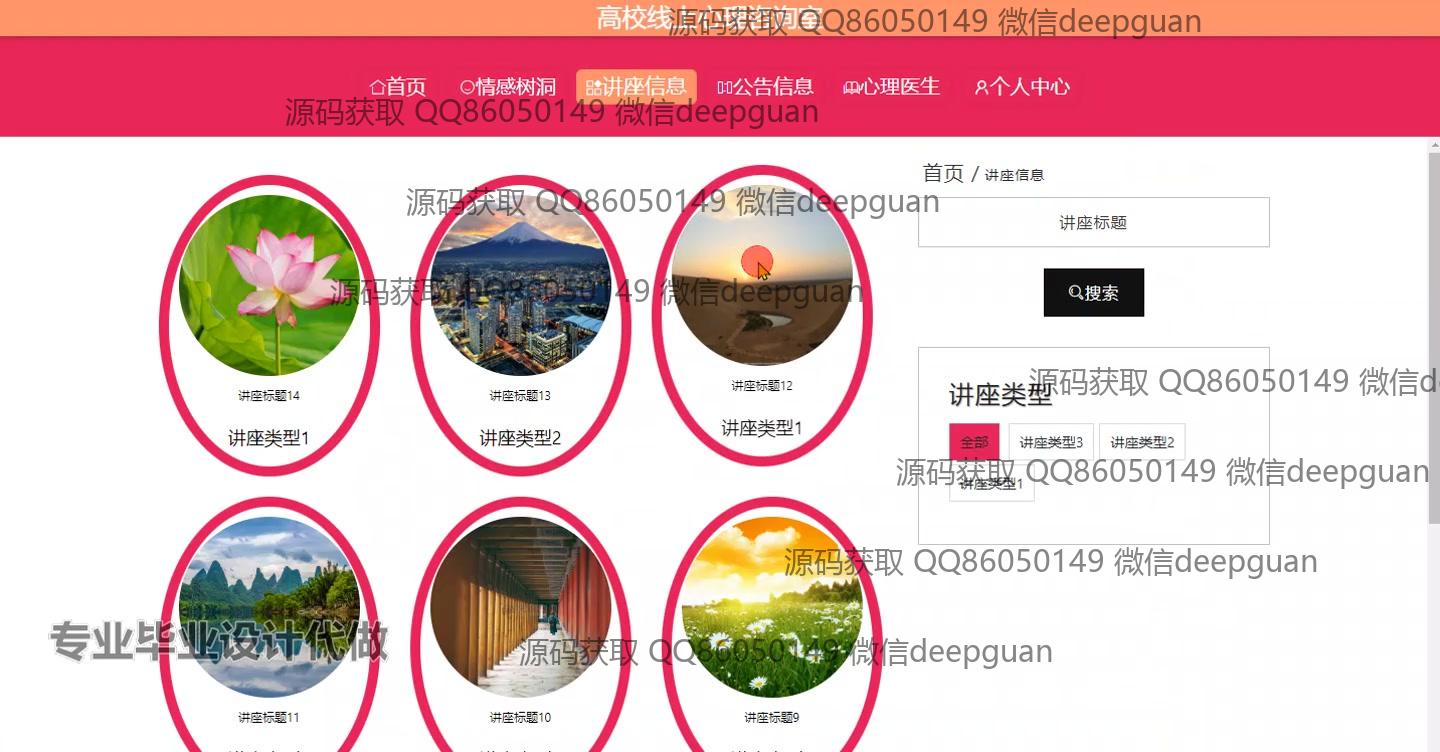 高校线上心理咨询室
源码获取 QQ86050149 微信deepguan
首页 情感树洞 讲座信息 公告信息 心理医生 个人中心
源码获取 QQ86050149 微信deepguan
首页 / 讲座信息
源码获取 QQ86050149 微信deepguan
讲座标题
源码获取 QQ86050149 微信deepguan
搜索
讲座标题14 讲座标题13 讲座标题12
讲座类型1 讲座类型2 讲座类型1
讲座类型
源码获取 QQ86050149 微信d
全部 讲座类型3 讲座类型2
源码获取 QQ86050149 微信deepguan
讲座类型1
源码获取 QQ86050149 微信deepguan
专业毕业设计代做
源码获取 QQ86050149 微信deepguan
讲座标题11 讲座标题10 讲座标题9